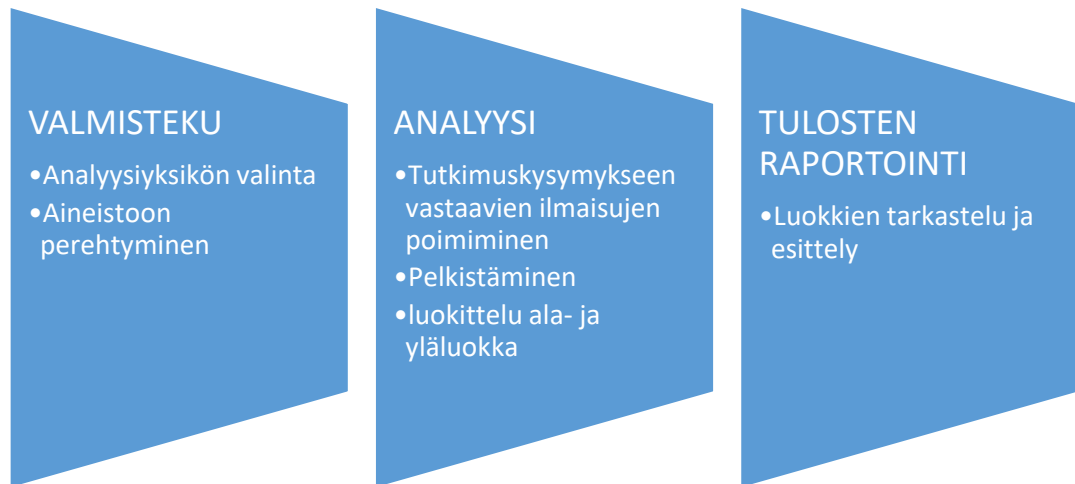 VALMISTEKU
•Analyysiyksikön valinta
•Aineistoon
perehtyminen
ANALYYSI
•Tutkimuskysymykseen
vastaavien ilmaisujen
poimiminen
•Pelkistäminen
•luokittelu ala- ja
yläluokka
TULOSTEN
RAPORTOINTI
•Luokkien tarkastelu ja
esittely